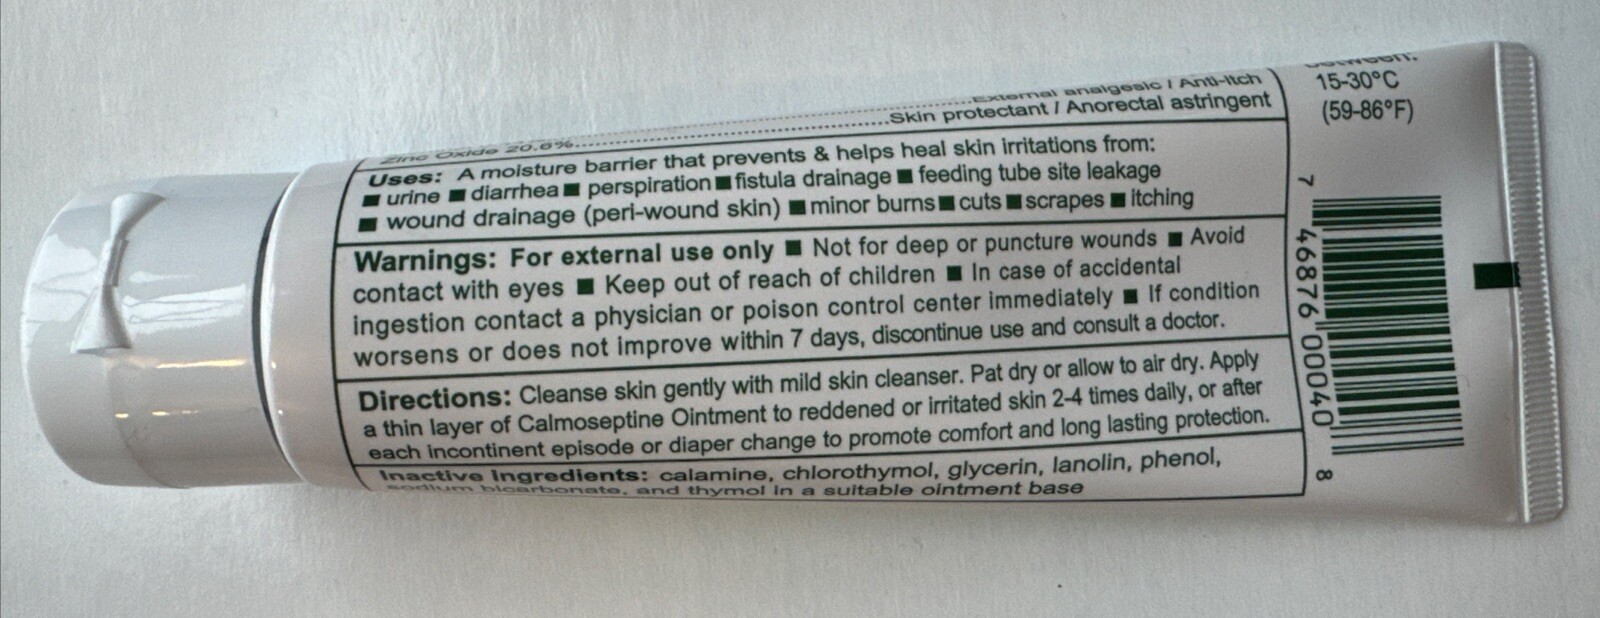 External analgesic / Anti-Itch
Zinc Oxide 20.6%..........Skin protectant / Anorectal astringent
Uses: A moisture barrier that prevents & helps heal skin irritations from:
■ urine ■ diarrhea ■ perspiration ■ fistula drainage ■ feeding tube site leakage
■ wound drainage (peri-wound skin) ■ minor burns ■ cuts ■ scrapes ■ itching
Warnings: For external use only ■ Not for deep or puncture wounds ■ Avoid
contact with eyes ■ Keep out of reach of children ■ In case of accidental
ingestion contact a physician or poison control center immediately ■ If condition
worsens or does not improve within 7 days, discontinue use and consult a doctor.
Directions: Cleanse skin gently with mild skin cleanser. Pat dry or allow to air dry. Apply
a thin layer of Calmoseptine Ointment to reddened or irritated skin 2-4 times daily, or after
each incontinent episode or diaper change to promote comfort and long lasting protection.
Inactive Ingredients: calamine, chlorothymol, glycerin, lanolin, phenol,
sodium bicarbonate, and thymol in a suitable ointment base
between:
15-30°C
(59-86°F)
7 46876 00040 8